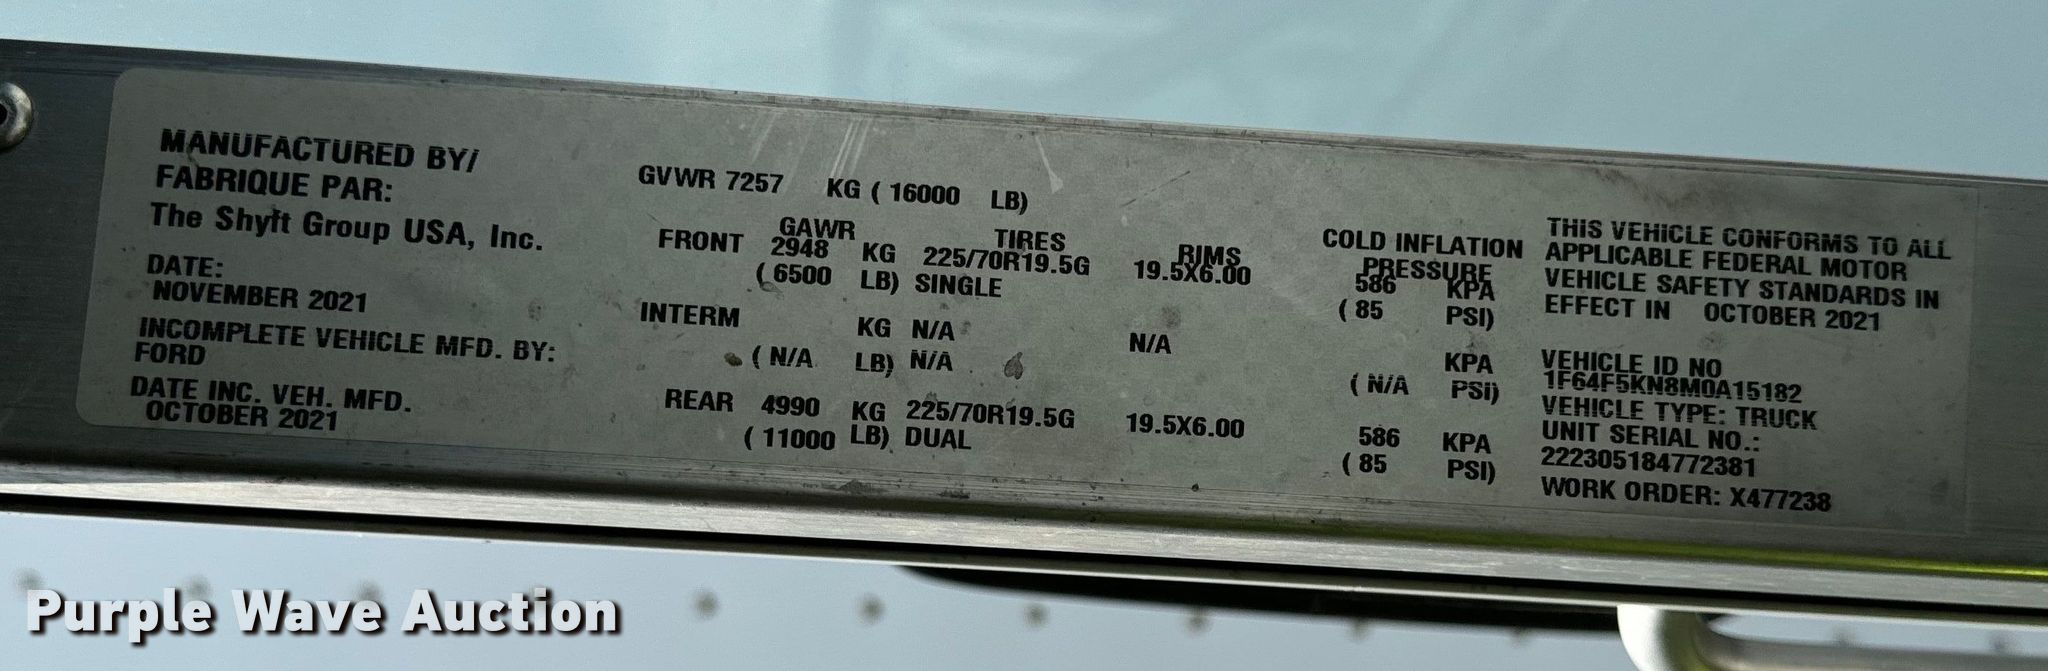 MANUFACTURED BY/
FABRIQUE PAR:
The Shyft Group USA, Inc.
DATE:
NOVEMBER 2021
INCOMPLETE VEHICLE MFD. BY:
FORD
DATE INC. VEH. MFD.
OCTOBER 2021
GVWR 7257 KG ( 16000 LB)
GAWR TIRES RIMS COLD INFLATION
PRESSURE
FRONT 2948 KG 225/70R19.5G 19.5X6.00 586 KPA
( 6500 LB) SINGLE ( 85 PSI)
INTERM KG N/A N/A KPA
( N/A LB) N/A ( N/A PSI)
REAR 4990 KG 225/70R19.5G 19.5X6.00 586 KPA
( 11000 LB) DUAL ( 85 PSI)
THIS VEHICLE CONFORMS TO ALL
APPLICABLE FEDERAL MOTOR
VEHICLE SAFETY STANDARDS IN
EFFECT IN OCTOBER 2021
VEHICLE ID NO
1F64F5KN8M0A15182
VEHICLE TYPE: TRUCK
UNIT SERIAL NO.:
222305184772381
WORK ORDER: X477238
Purple Wave Auction